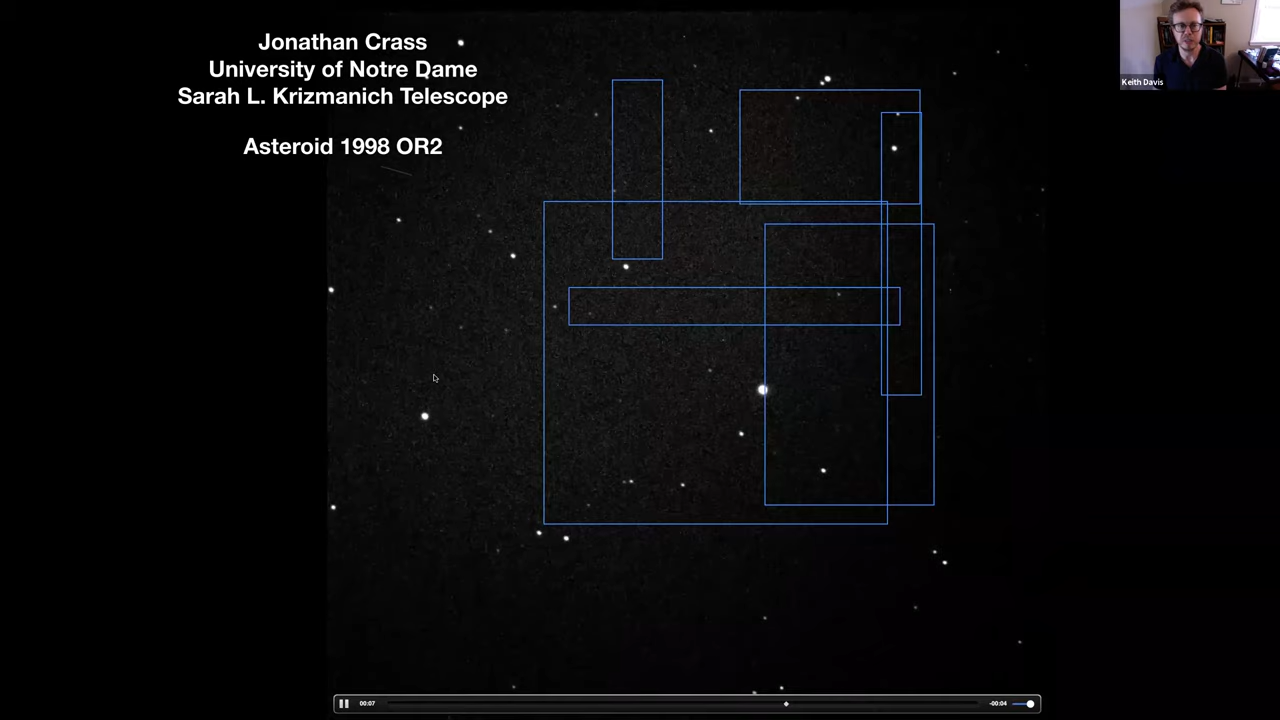 Jonathan Crass
University of Notre Dame
Sarah L. Krizmanich Telescope
Asteroid 1998 OR2
Keith Davis
00:07
-00:04